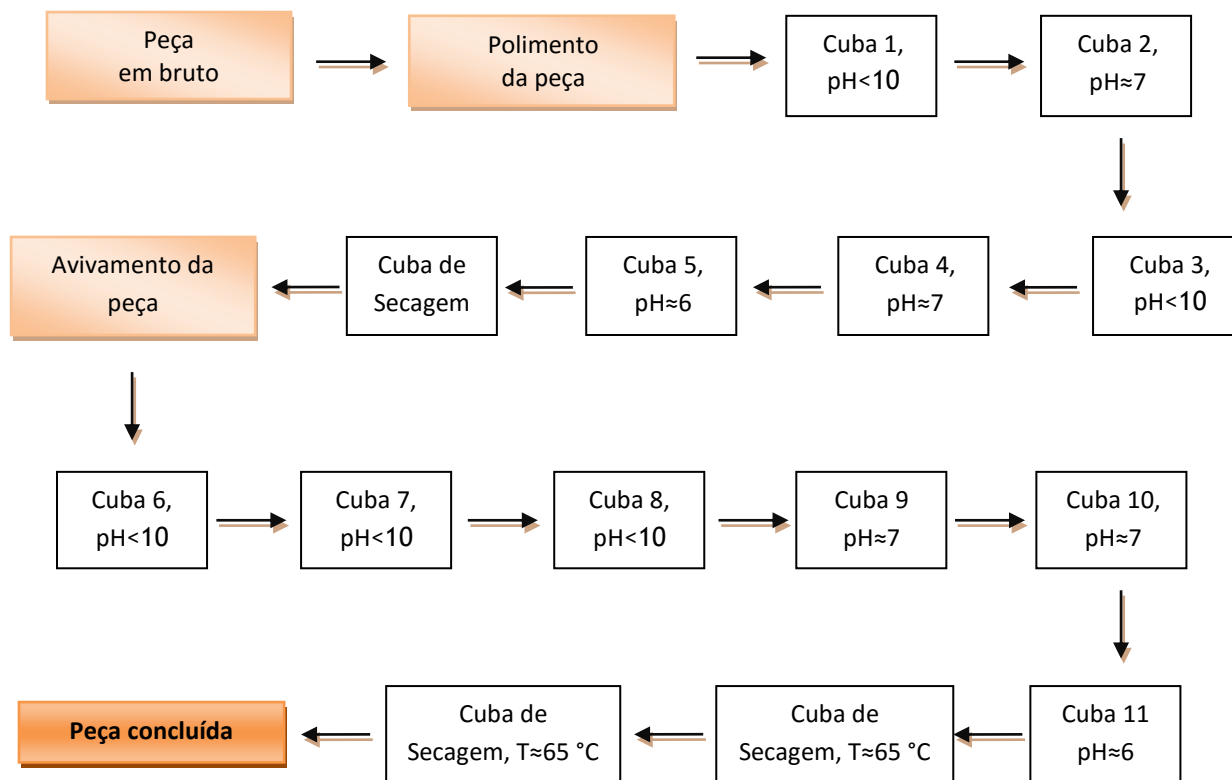 Peça
em bruto
Polimento
da peça
Cuba 1,
pH<10
Cuba 2,
pH≈7
Cuba 3,
pH<10
Cuba 4,
pH≈7
Cuba 5,
pH≈6
Cuba de
Secagem
Avivamento da
peça
Cuba 6,
pH<10
Cuba 7,
pH<10
Cuba 8,
pH<10
Cuba 9
pH≈7
Cuba 10,
pH≈7
Cuba 11
pH≈6
Cuba de
Secagem, T≈65 °C
Cuba de
Secagem, T≈65 °C
Peça concluída